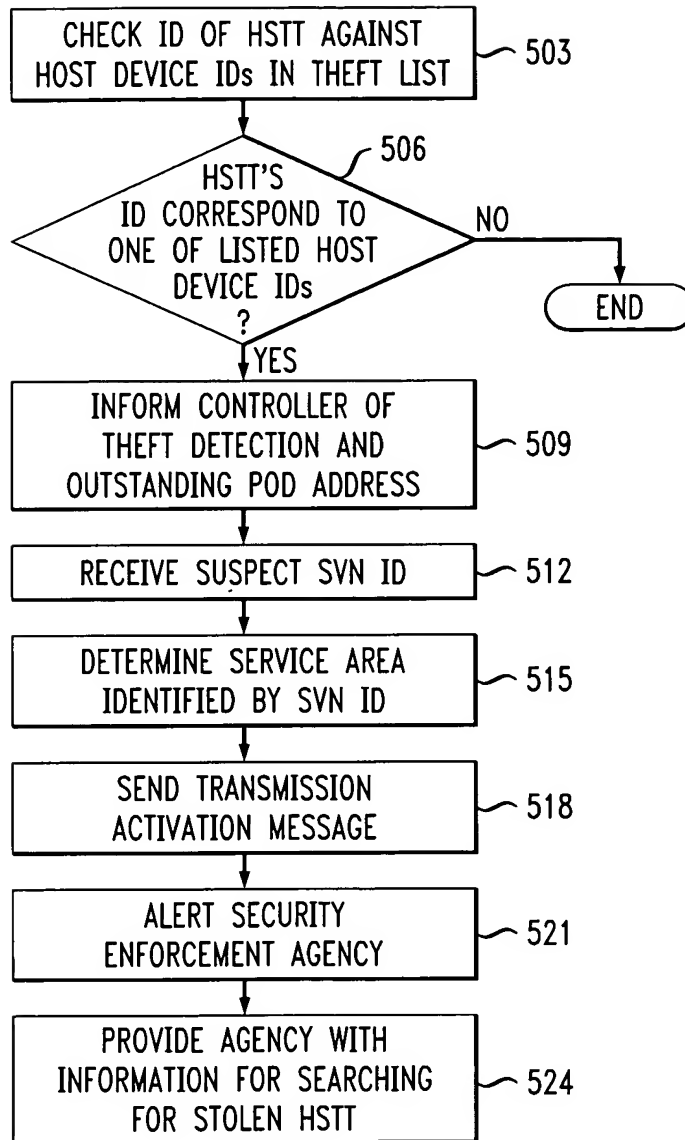 CHECK ID OF HSTT AGAINST
HOST DEVICE IDs IN THEFT LIST
503
506
HSTT'S
ID CORRESPOND TO
ONE OF LISTED HOST
DEVICE IDs
?
NO
END
YES
INFORM CONTROLLER OF
THEFT DETECTION AND
OUTSTANDING POD ADDRESS
509
RECEIVE SUSPECT SVN ID
512
DETERMINE SERVICE AREA
IDENTIFIED BY SVN ID
515
SEND TRANSMISSION
ACTIVATION MESSAGE
518
ALERT SECURITY
ENFORCEMENT AGENCY
521
PROVIDE AGENCY WITH
INFORMATION FOR SEARCHING
FOR STOLEN HSTT
524